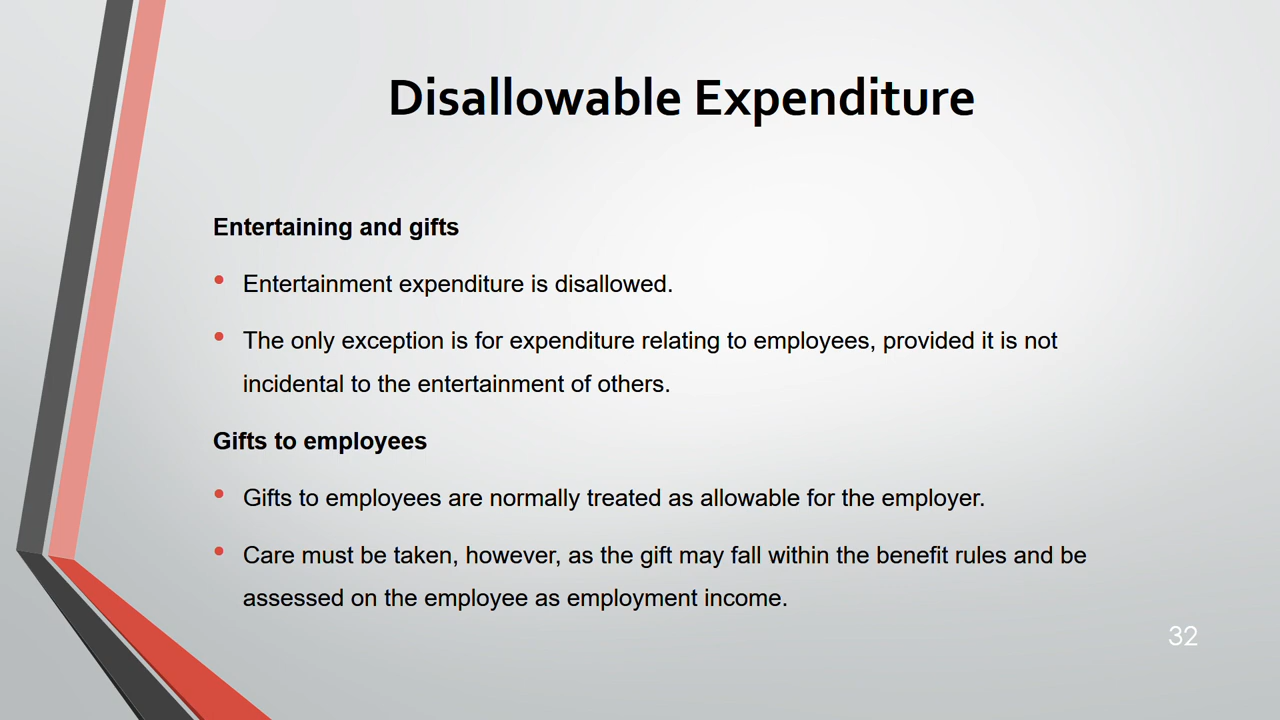 Disallowable Expenditure
Entertaining and gifts
• Entertainment expenditure is disallowed.
• The only exception is for expenditure relating to employees, provided it is not
incidental to the entertainment of others.
Gifts to employees
• Gifts to employees are normally treated as allowable for the employer.
• Care must be taken, however, as the gift may fall within the benefit rules and be
assessed on the employee as employment income.
32